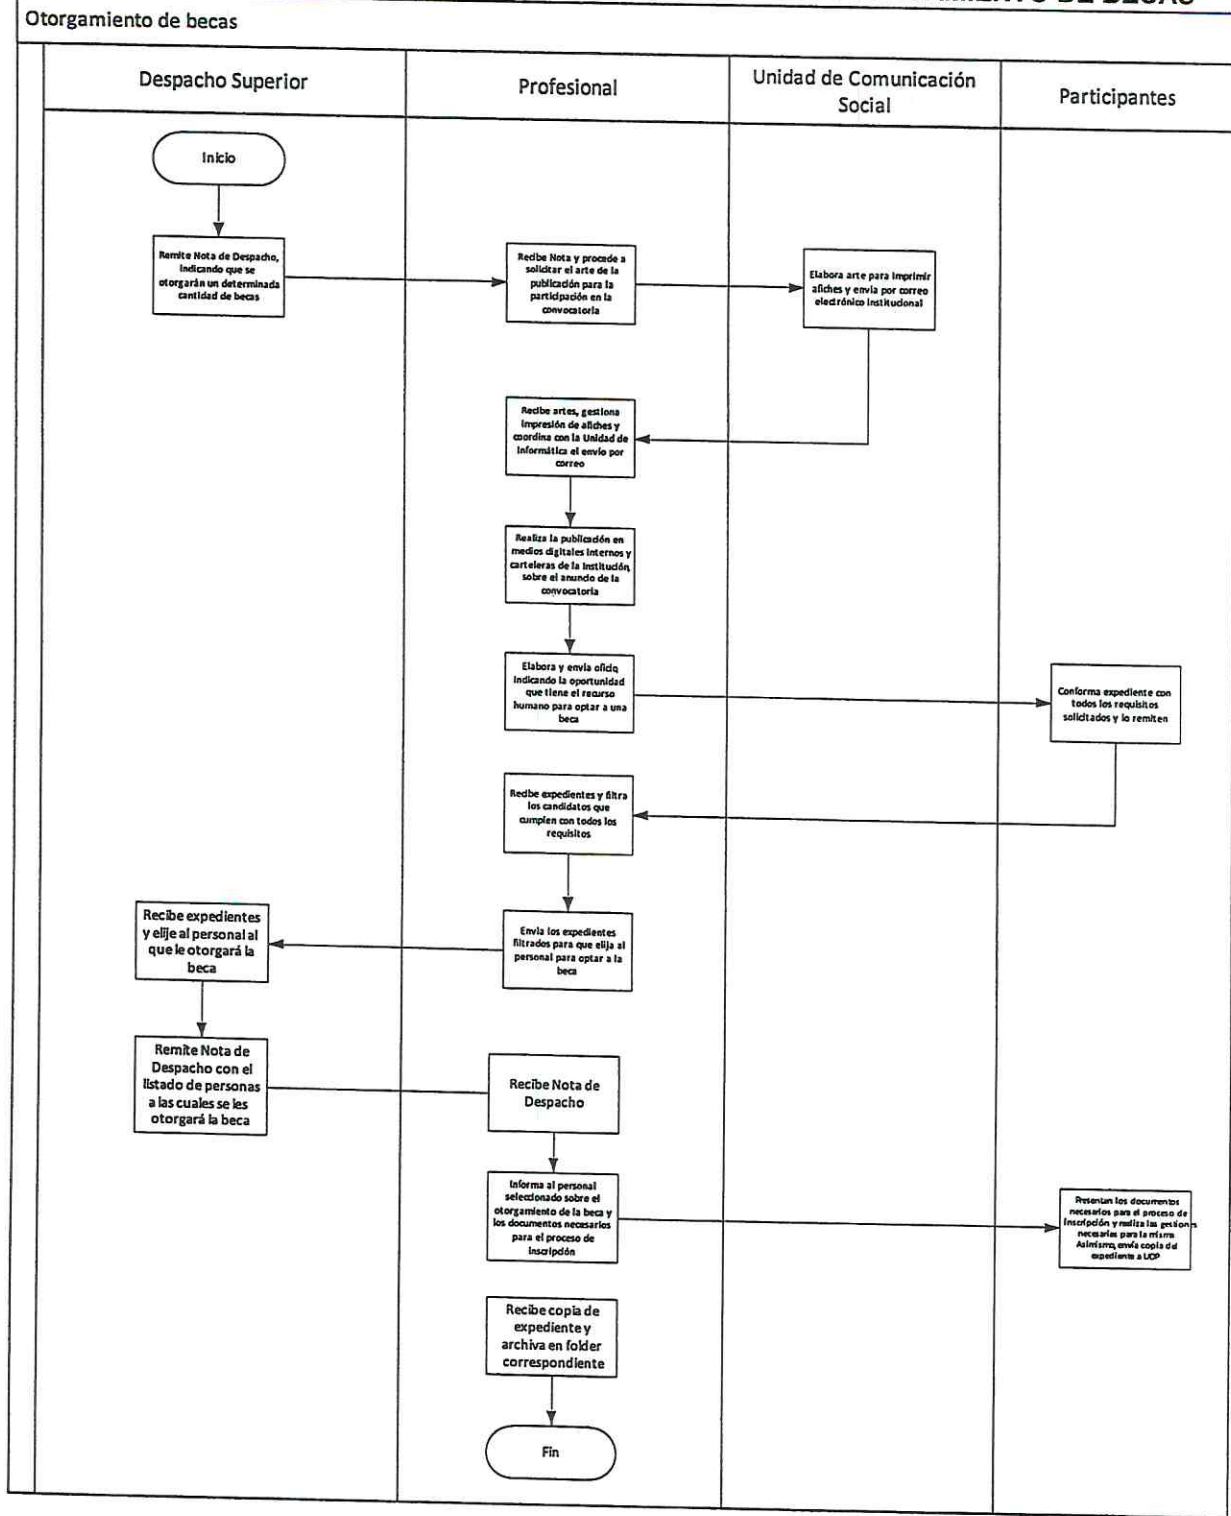 Otorgamiento de becas
Despacho Superior
Profesional
Unidad de Comunicación
Social
Participantes
Inicio
Remite Nota de Despacho,
indicando que se
otorgarán un determinada
cantidad de becas
Recibe Nota y procede a
solicitar el arte de la
publicación para la
participación en la
convocatoria
Elabora arte para imprimir
afiches y envia por correo
electrónico institucional
Recibe artes, gestiona
impresión de afiches y
coordina con la Unidad de
Informática el envío por
correo
Realiza la publicación en
medios digitales internos y
carteleras de la Institución,
sobre el anuncio de la
convocatoria
Elabora y envía oficio,
indicando la oportunidad
que tiene el recurso
humano para optar a una
beca
Conforma expediente con
todos los requisitos
solicitados y lo remiten
Recibe expedientes y filtra
los candidatos que
cumplen con todos los
requisitos
Envía los expedientes
filtrados para que elija al
personal para optar a la
beca
Recibe expedientes
y elije al personal al
que le otorgará la
beca
Remite Nota de
Despacho con el
listado de personas
a las cuales se les
otorgará la beca
Recibe Nota de
Despacho
Informa al personal
seleccionado sobre el
otorgamiento de la beca y
los documentos necesarios
para el proceso de
inscripción
Presentan los documentos
necesarios para el proceso de
inscripción y realiza las gestiones
necesarias para la misma
Asimismo, envía copia del
expediente a UDP
Recibe copia de
expediente y
archiva en folder
correspondiente
Fin